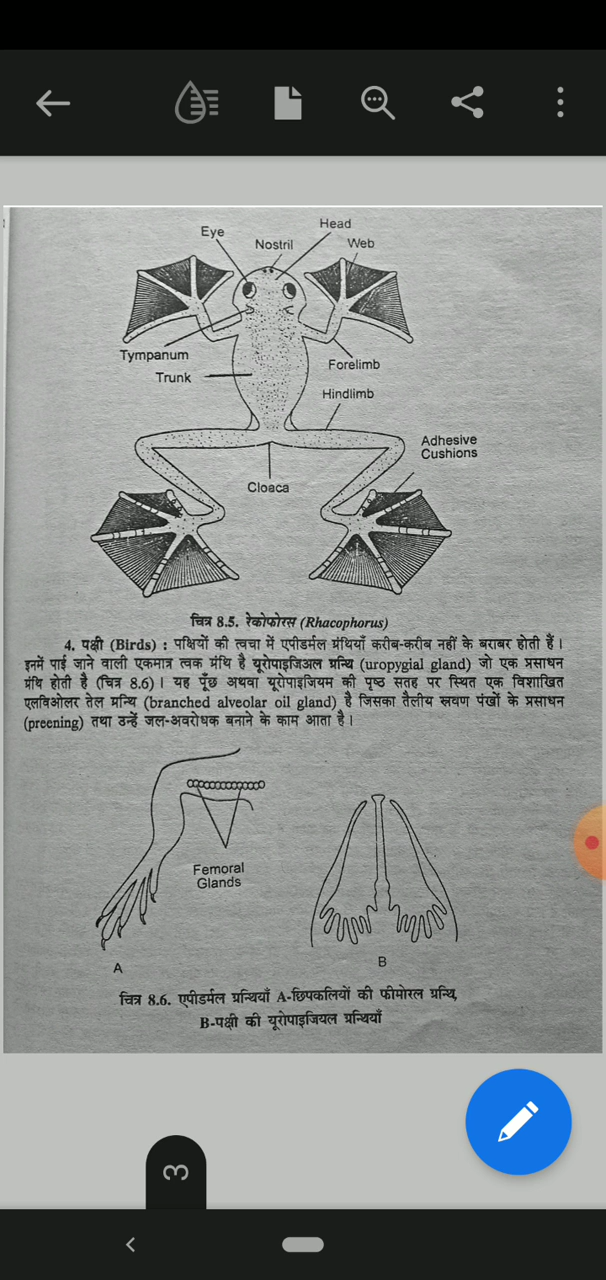 Head
Eye
Nostril
Web
Tympanum
Forelimb
Trunk
Hindlimb
Adhesive
Cushions
Cloaca
चित्र 8.5. रेकोफोरस (Rhacophorus)
4. पक्षी (Birds) : पक्षियों की त्वचा में एपीडर्मल ग्रंथियाँ करीब-करीब नहीं के बराबर होती हैं।
इनमें पाई जाने वाली एकमात्र त्वक ग्रंथि है यूरोपाइजिअल ग्रन्थि (uropygial gland) जो एक प्रसाधन
ग्रंथि होती है (चित्र 8.6)। यह पूँछ अथवा यूरोपाइजियम की पृष्ठ सतह पर स्थित एक विशाखित
एलविओलर तेल ग्रन्थि (branched alveolar oil gland) है जिसका तैलीय स्रवण पंखों के प्रसाधन
(preening) तथा उन्हें जल-अवरोधक बनाने के काम आता है।
Femoral
Glands
A
B
चित्र 8.6. एपीडर्मल ग्रन्थियाँ A-छिपकलियों की फीमोरल ग्रन्थि,
B-पक्षी की यूरोपाइजियल ग्रन्थियाँ
3